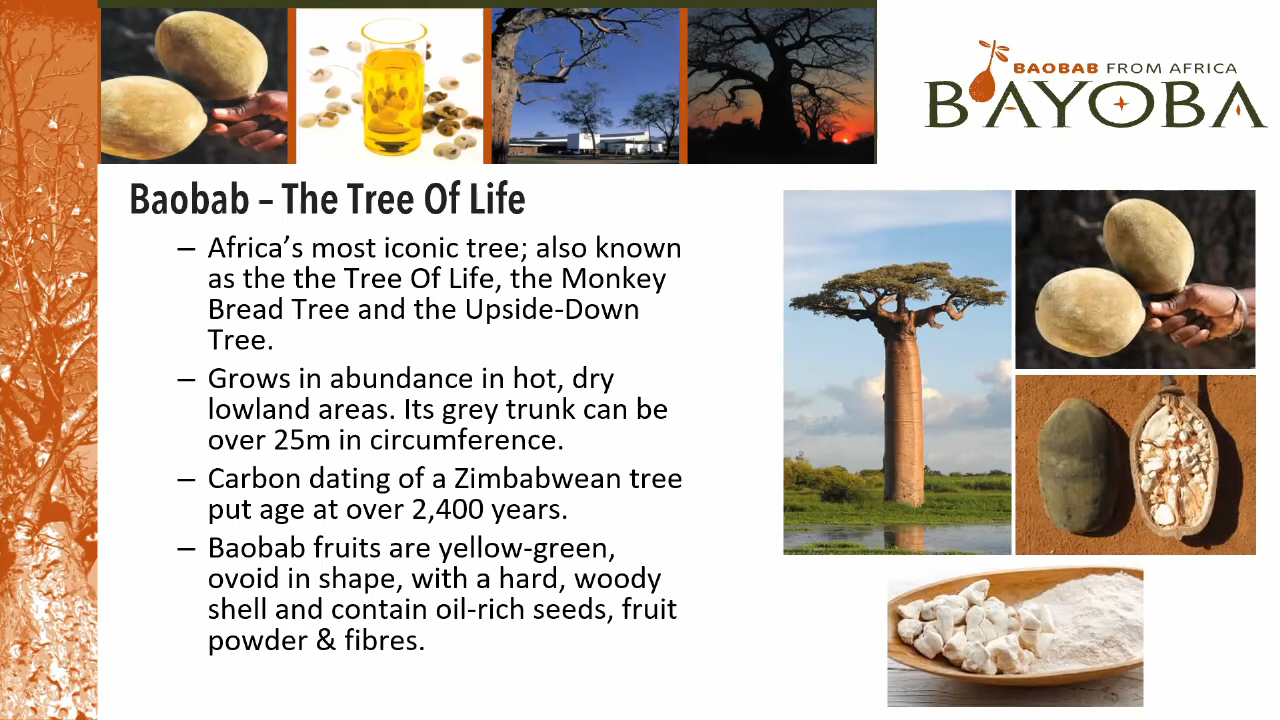 BAOBAB FROM AFRICA
BAYOBA
Baobab – The Tree Of Life
– Africa's most iconic tree; also known
as the the Tree Of Life, the Monkey
Bread Tree and the Upside-Down
Tree.
– Grows in abundance in hot, dry
lowland areas. Its grey trunk can be
over 25m in circumference.
– Carbon dating of a Zimbabwean tree
put age at over 2,400 years.
– Baobab fruits are yellow-green,
ovoid in shape, with a hard, woody
shell and contain oil-rich seeds, fruit
powder & fibres.